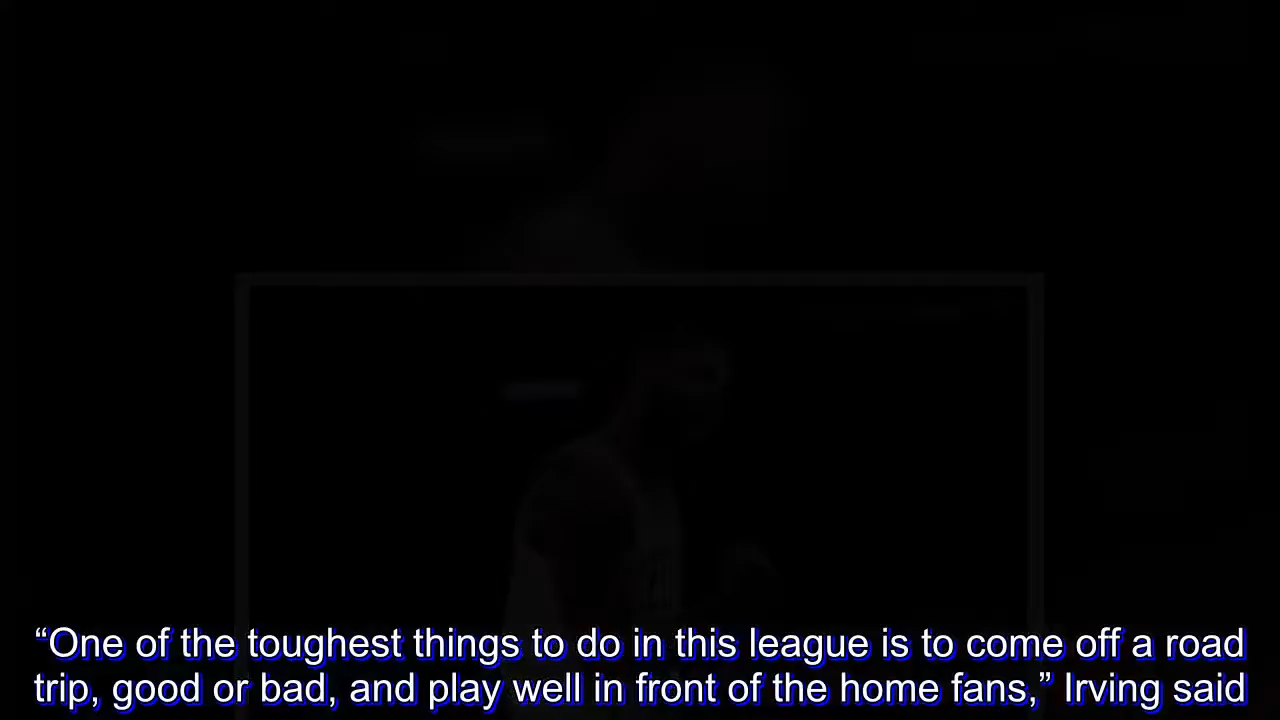 “One of the toughest things to do in this league is to come off a road
trip, good or bad, and play well in front of the home fans,” Irving said